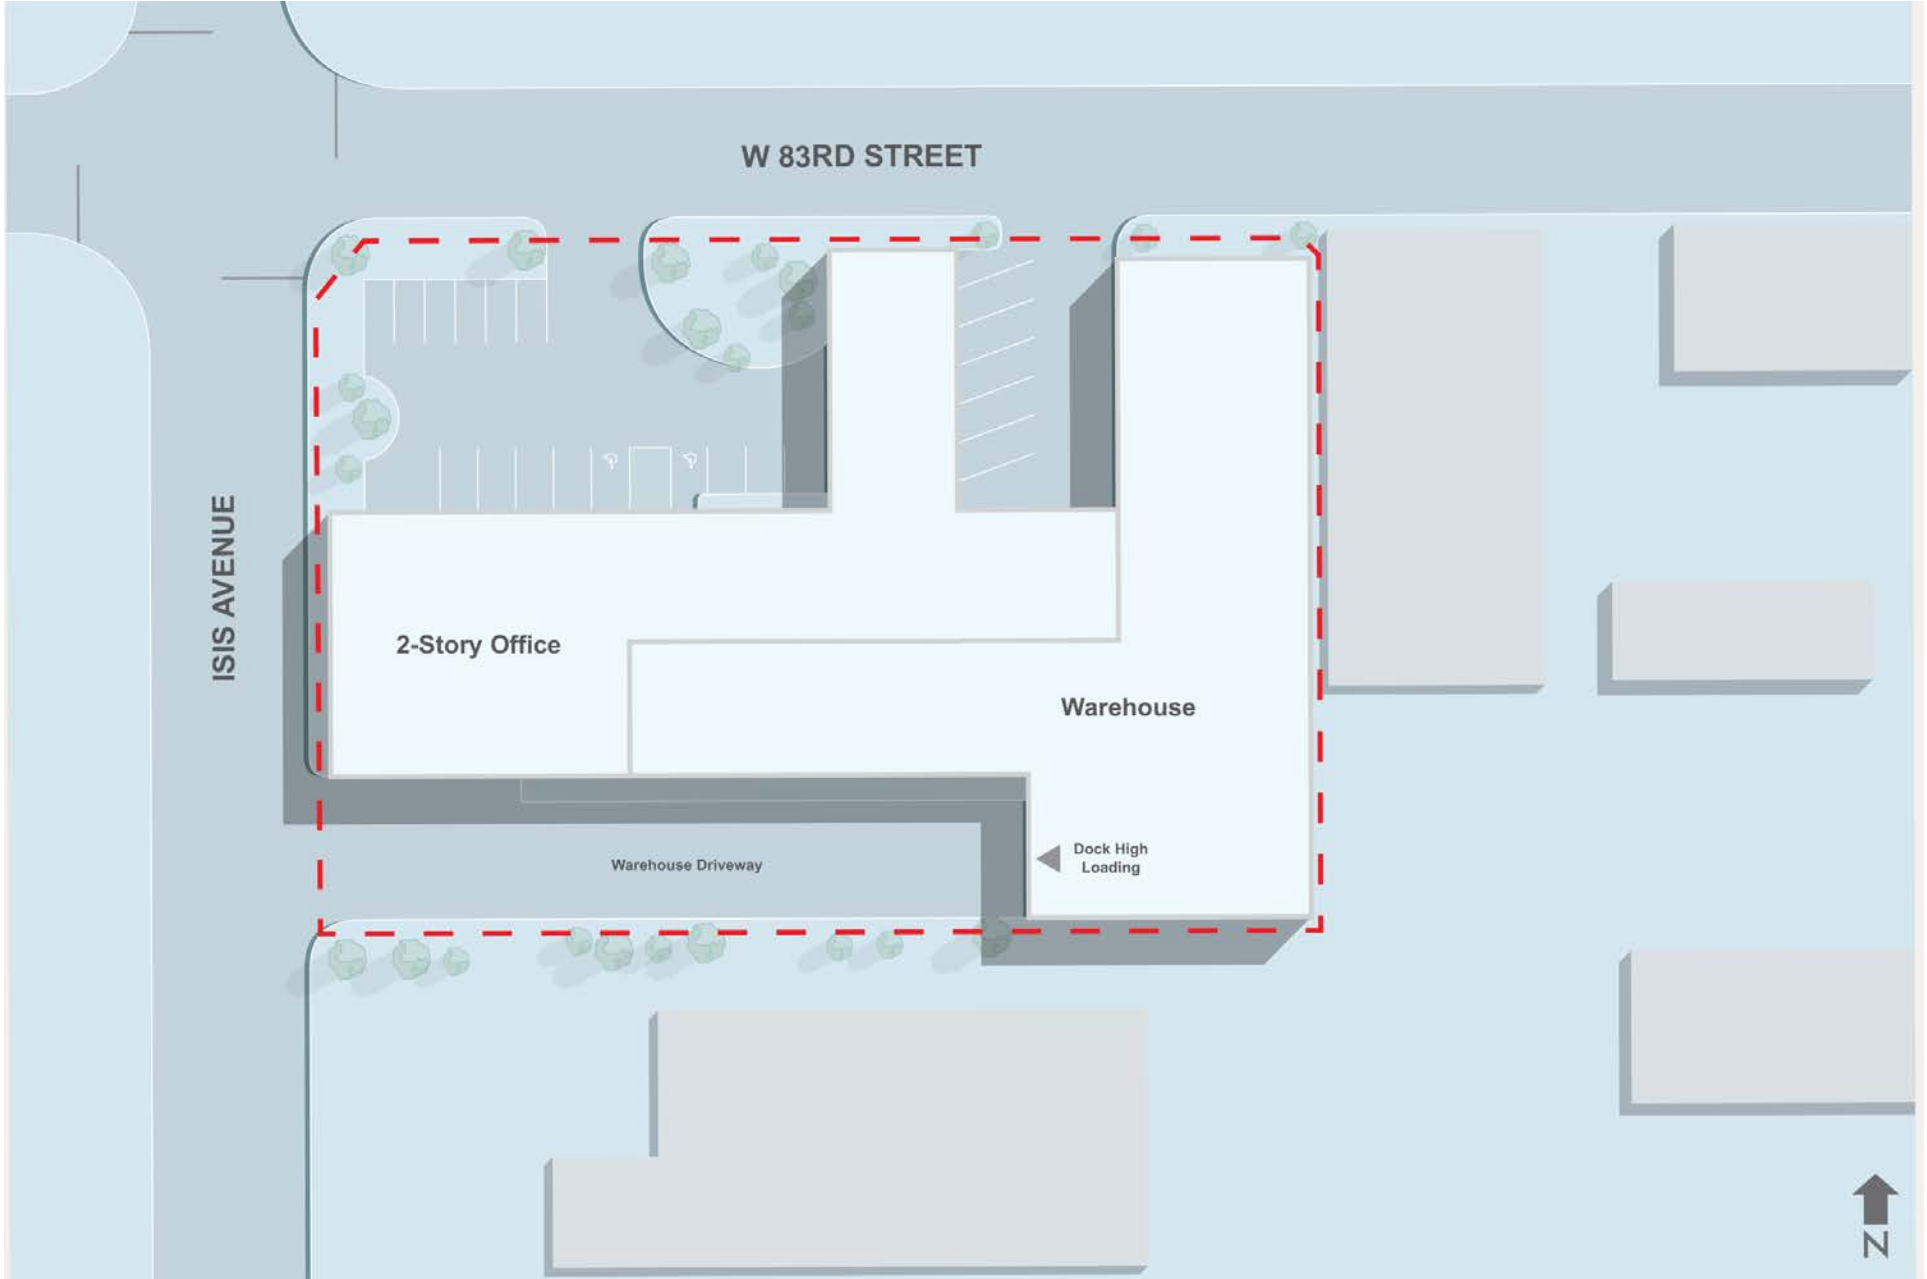 W 83RD STREET
ISIS AVENUE
2-Story Office
Warehouse
Dock High
Loading
Warehouse Driveway
N